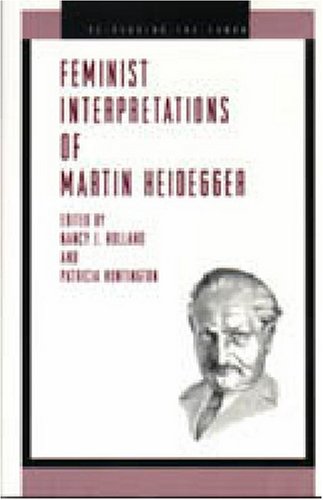 RE-READING THE CANON
FEMINIST
INTERPRETATIONS
OF
MARTIN HEIDEGGER
EDITED BY
NANCY J. HOLLAND
AND
PATRICIA HUNTINGTON